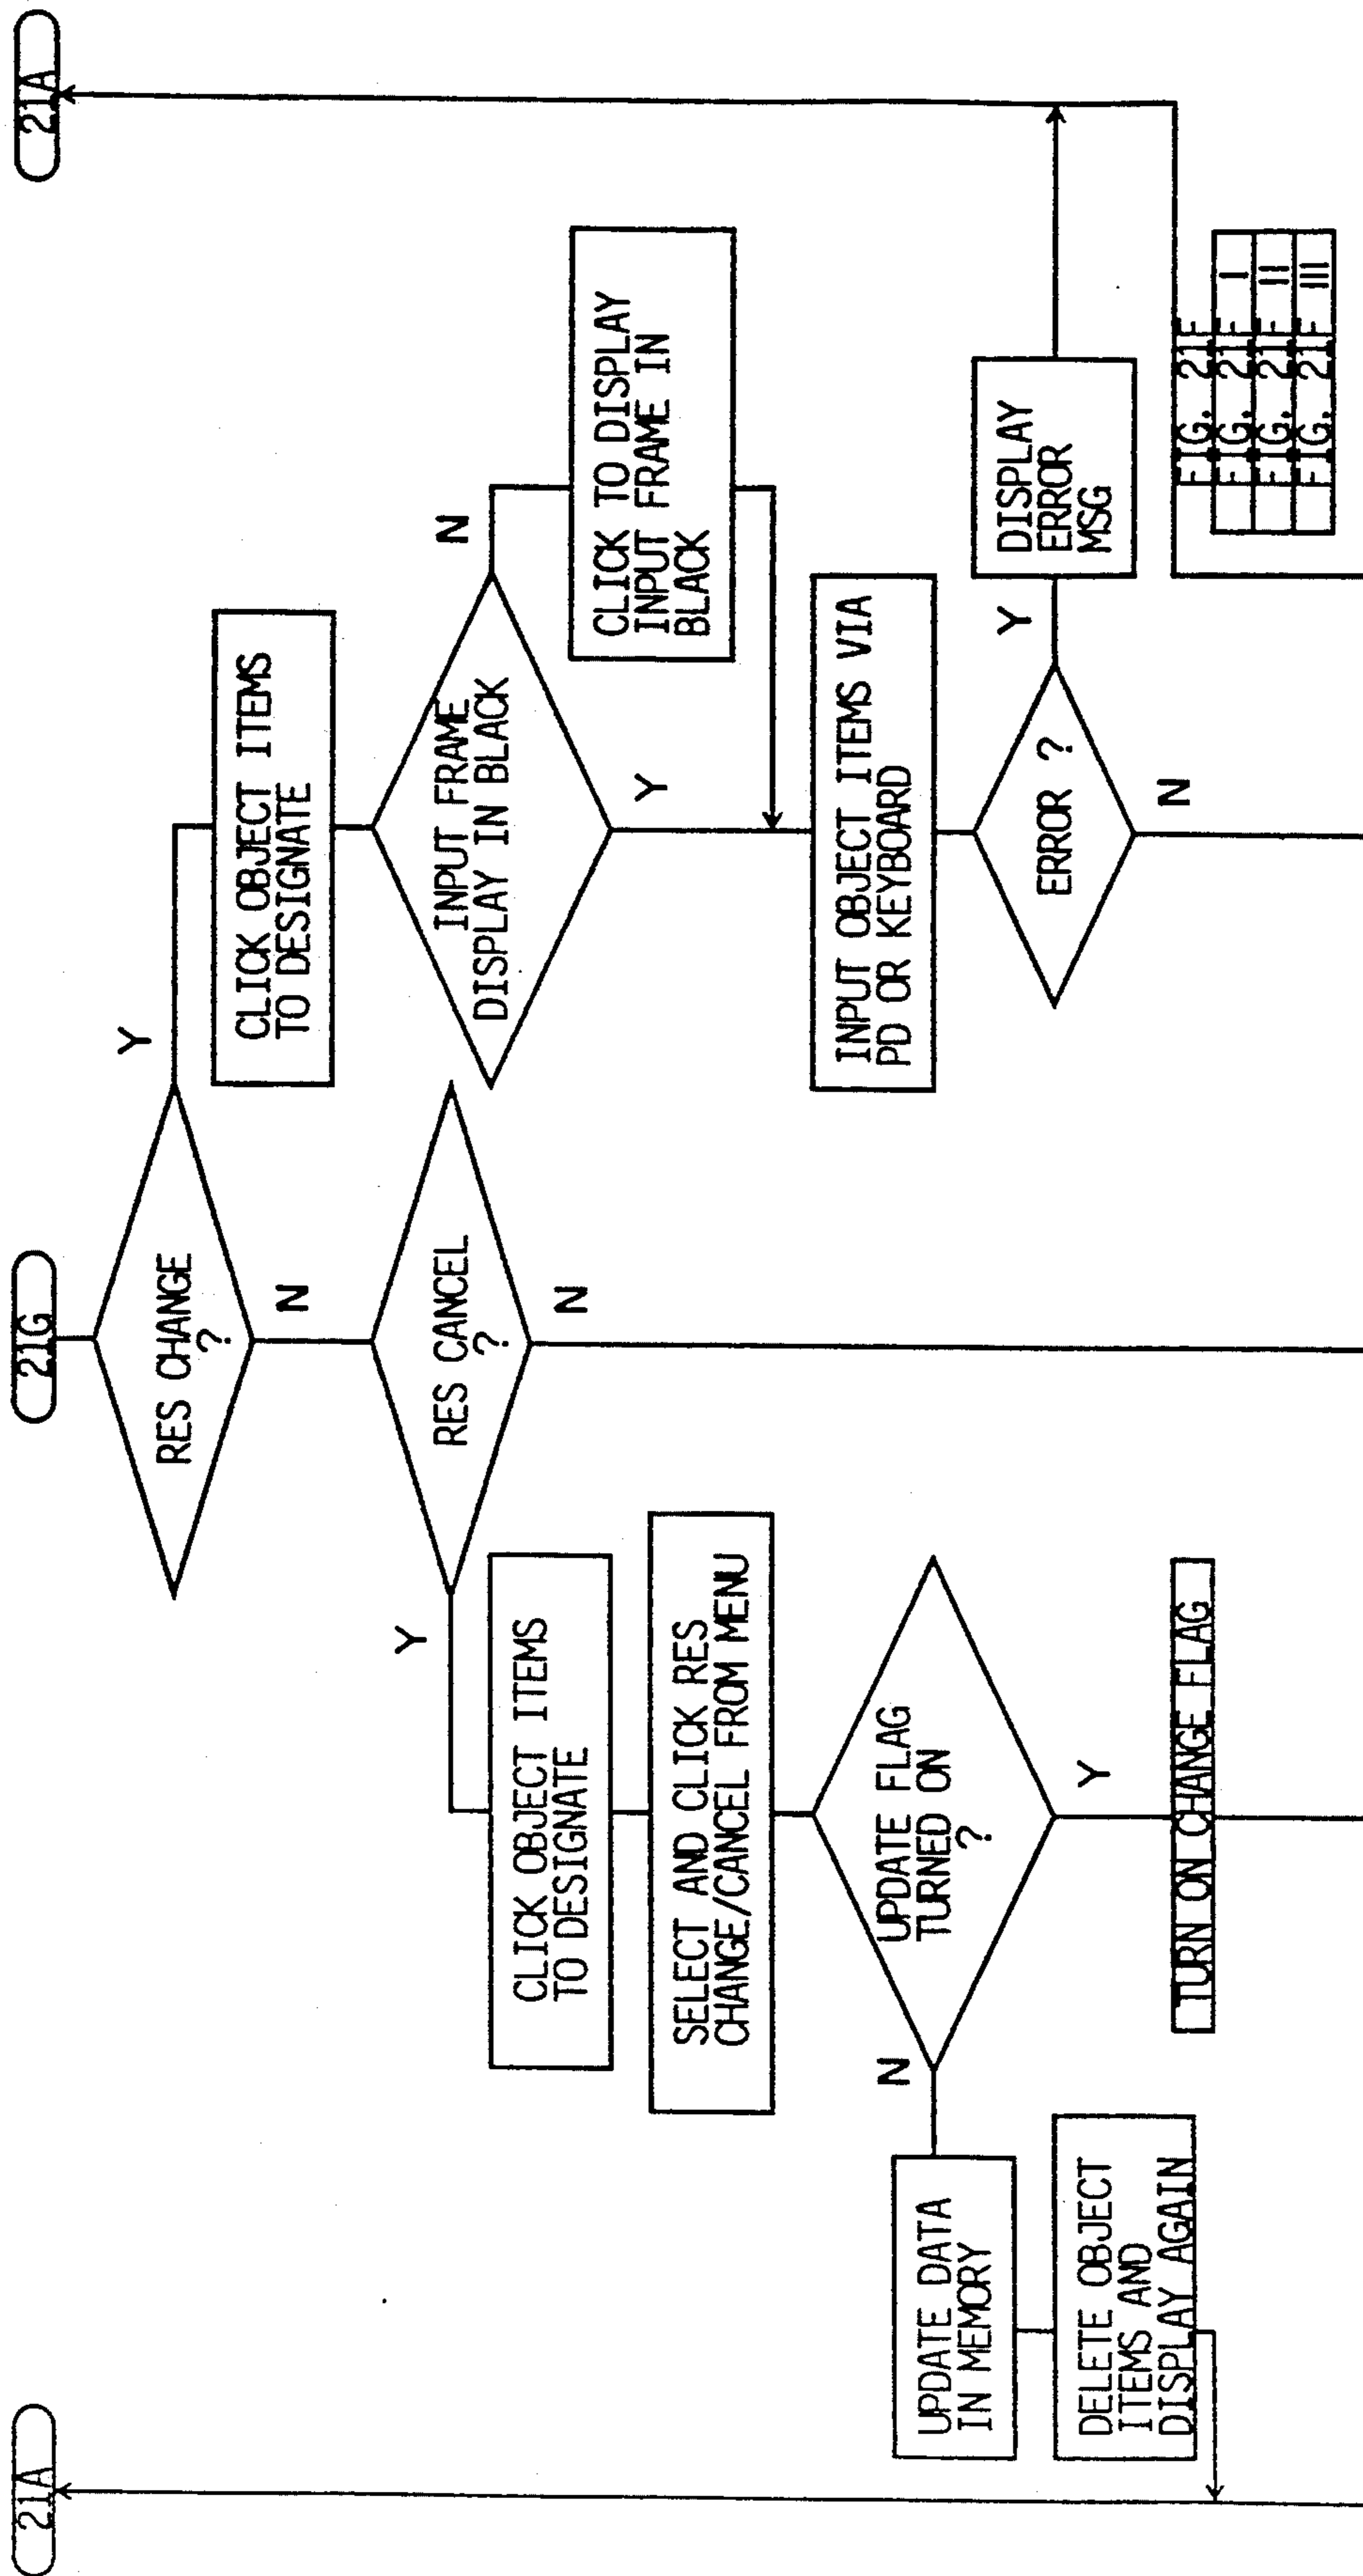 21A
21G
21A
RES CHANGE
?
Y
N
CLICK OBJECT ITEMS
TO DESIGNATE
INPUT FRAME
DISPLAY IN BLACK
N
Y
CLICK TO DISPLAY
INPUT FRAME IN
BLACK
INPUT OBJECT ITEMS VIA
PD OR KEYBOARD
ERROR ?
Y
N
DISPLAY
ERROR
MSG
RES CANCEL
?
Y
N
CLICK OBJECT ITEMS
TO DESIGNATE
SELECT AND CLICK RES
CHANGE/CANCEL FROM MENU
UPDATE FLAG
TURNED ON
?
N
Y
UPDATE DATA
IN MEMORY
DELETE OBJECT
ITEMS AND
DISPLAY AGAIN
TURN ON CHANGE FLAG
FIG. 21F
FIG. 21F I
FIG. 21F II
FIG. 21F III